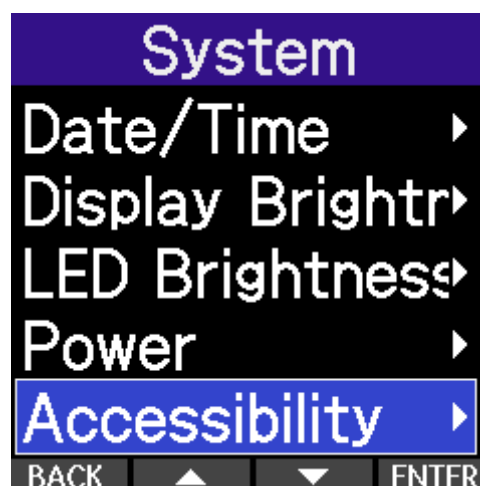 System
Date/Time
Display Brightr
LED Brightness
Power
Accessibility
BACK ENTER